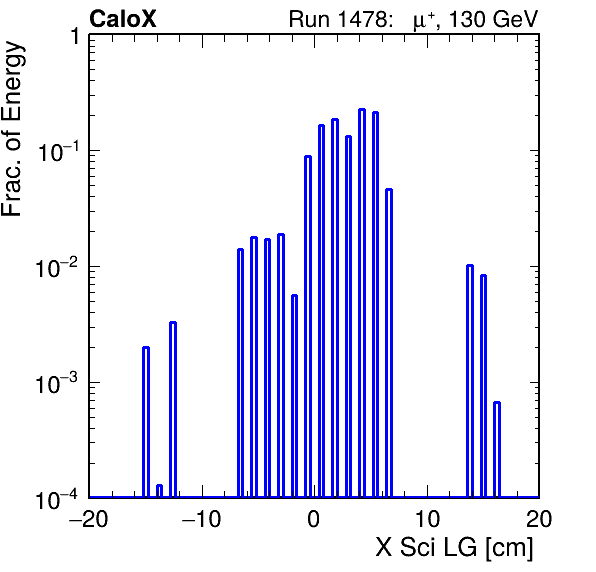 CaloX Run 1478: μ⁺, 130 GeV
Frac. of Energy
1
10⁻¹
10⁻²
10⁻³
10⁻⁴
−20 −10 0 10 20
X Sci LG [cm]